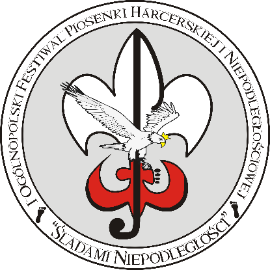 I OGÓLNOPOLSKI FESTIWAL PIOSENKI HARCERSKIEJ I NIEPODLEGŁOŚCIOWEJ
"ŚLADAMI NIEPODLEGŁOŚCI"